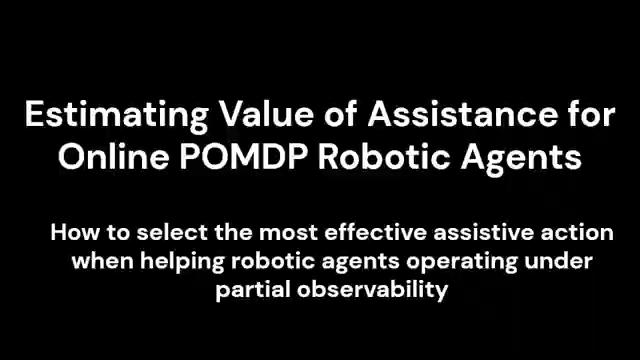 Estimating Value of Assistance for
Online POMDP Robotic Agents
How to select the most effective assistive action
when helping robotic agents operating under
partial observability